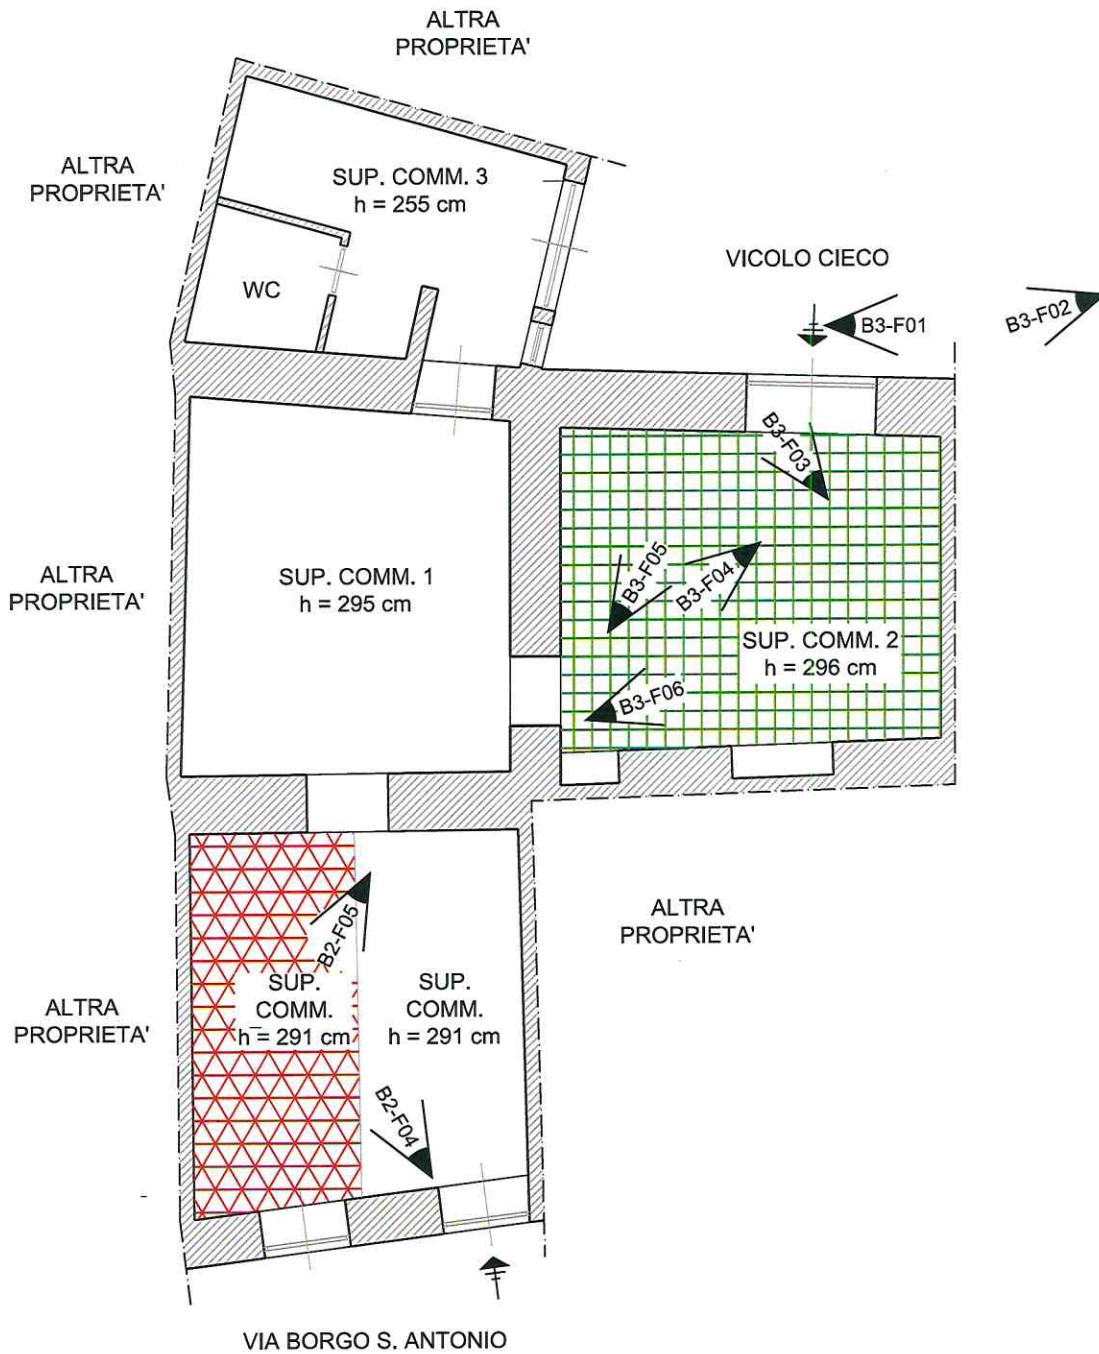 ALTRA
PROPRIETA'
ALTRA
PROPRIETA'
SUP. COMM. 3
h = 255 cm
WC
VICOLO CIECO
B3-F01
B3-F02
B3-F03
B3-F05
B3-F04
ALTRA
PROPRIETA'
SUP. COMM. 1
h = 295 cm
SUP. COMM. 2
h = 296 cm
B3-F06
B2-F05
ALTRA
PROPRIETA'
ALTRA
PROPRIETA'
SUP.
COMM.
h = 291 cm
SUP.
COMM.
h = 291 cm
B2-F04
VIA BORGO S. ANTONIO